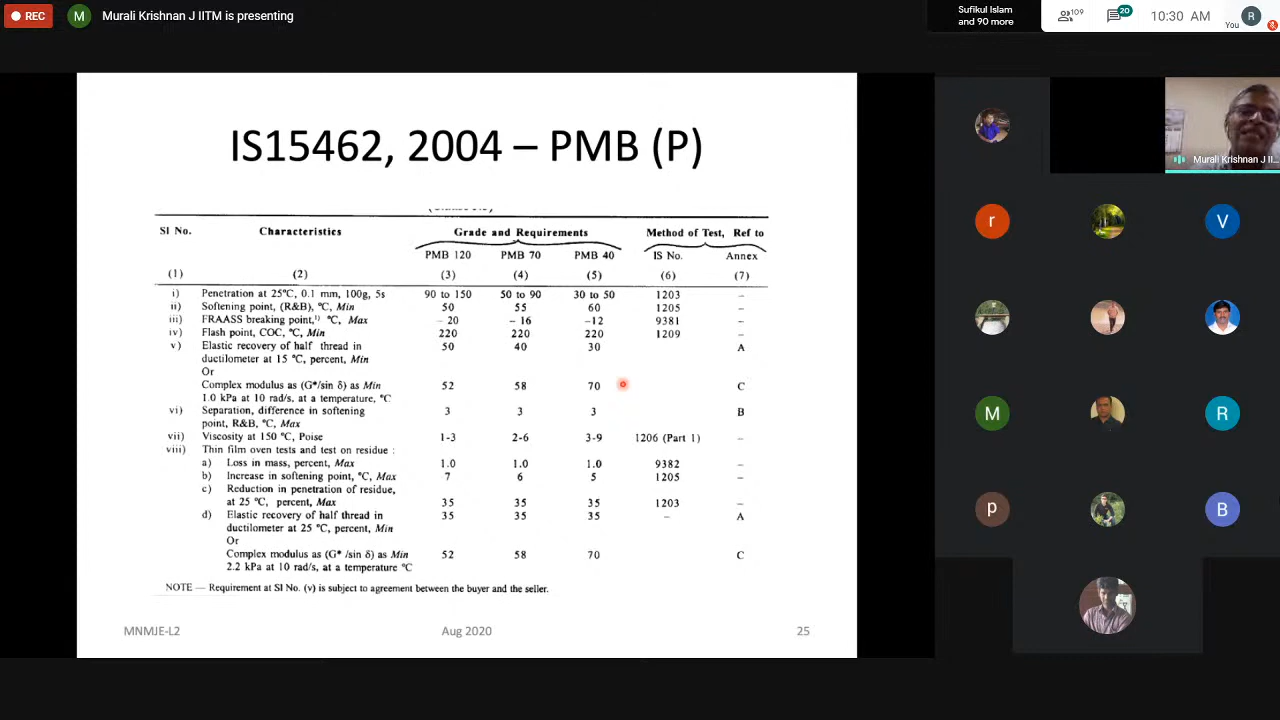 REC
M
Murali Krishnan J IITM is presenting
Sufikul Islam
and 90 more
109
20
10:30 AM
You
R
IS15462, 2004 – PMB (P)
Sl No. Characteristics Grade and Requirements Method of Test, Ref to
PMB 120 PMB 70 PMB 40 IS No. Annex
(1) (2) (3) (4) (5) (6) (7)
i) Penetration at 25°C, 0.1 mm, 100g, 5s 90 to 150 50 to 90 30 to 50 1203 –
ii) Softening point, (R&B), °C, Min 50 55 60 1205 –
iii) FRAASS breaking point,1) °C, Max – 20 – 16 –12 9381 –
iv) Flash point, COC, °C, Min 220 220 220 1209 –
v) Elastic recovery of half thread in 50 40 30 A
ductilometer at 15 °C, percent, Min
Or
Complex modulus as (G*/sin δ) as Min 52 58 70 C
1.0 kPa at 10 rad/s, at a temperature, °C
vi) Separation, difference in softening 3 3 3 B
point, R&B, °C, Max
vii) Viscosity at 150 °C, Poise 1-3 2-6 3-9 1206 (Part 1) –
viii) Thin film oven tests and test on residue :
a) Loss in mass, percent, Max 1.0 1.0 1.0 9382 –
b) Increase in softening point, °C, Max 7 6 5 1205 –
c) Reduction in penetration of residue,
at 25 °C, percent, Max 35 35 35 1203 –
d) Elastic recovery of half thread in 35 35 35 – A
ductilometer at 25 °C, percent, Min
Or
Complex modulus as (G* /sin δ) as Min 52 58 70 C
2.2 kPa at 10 rad/s, at a temperature °C
NOTE — Requirement at Sl No. (v) is subject to agreement between the buyer and the seller.
MNMJE-L2 Aug 2020 25
Murali Krishnan J II...
r
V
M
R
p
B